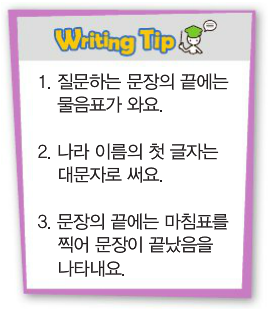 Writing Tip
1. 질문하는 문장의 끝에는
물음표가 와요.
2. 나라 이름의 첫 글자는
대문자로 써요.
3. 문장의 끝에는 마침표를
찍어 문장이 끝났음을
나타내요.